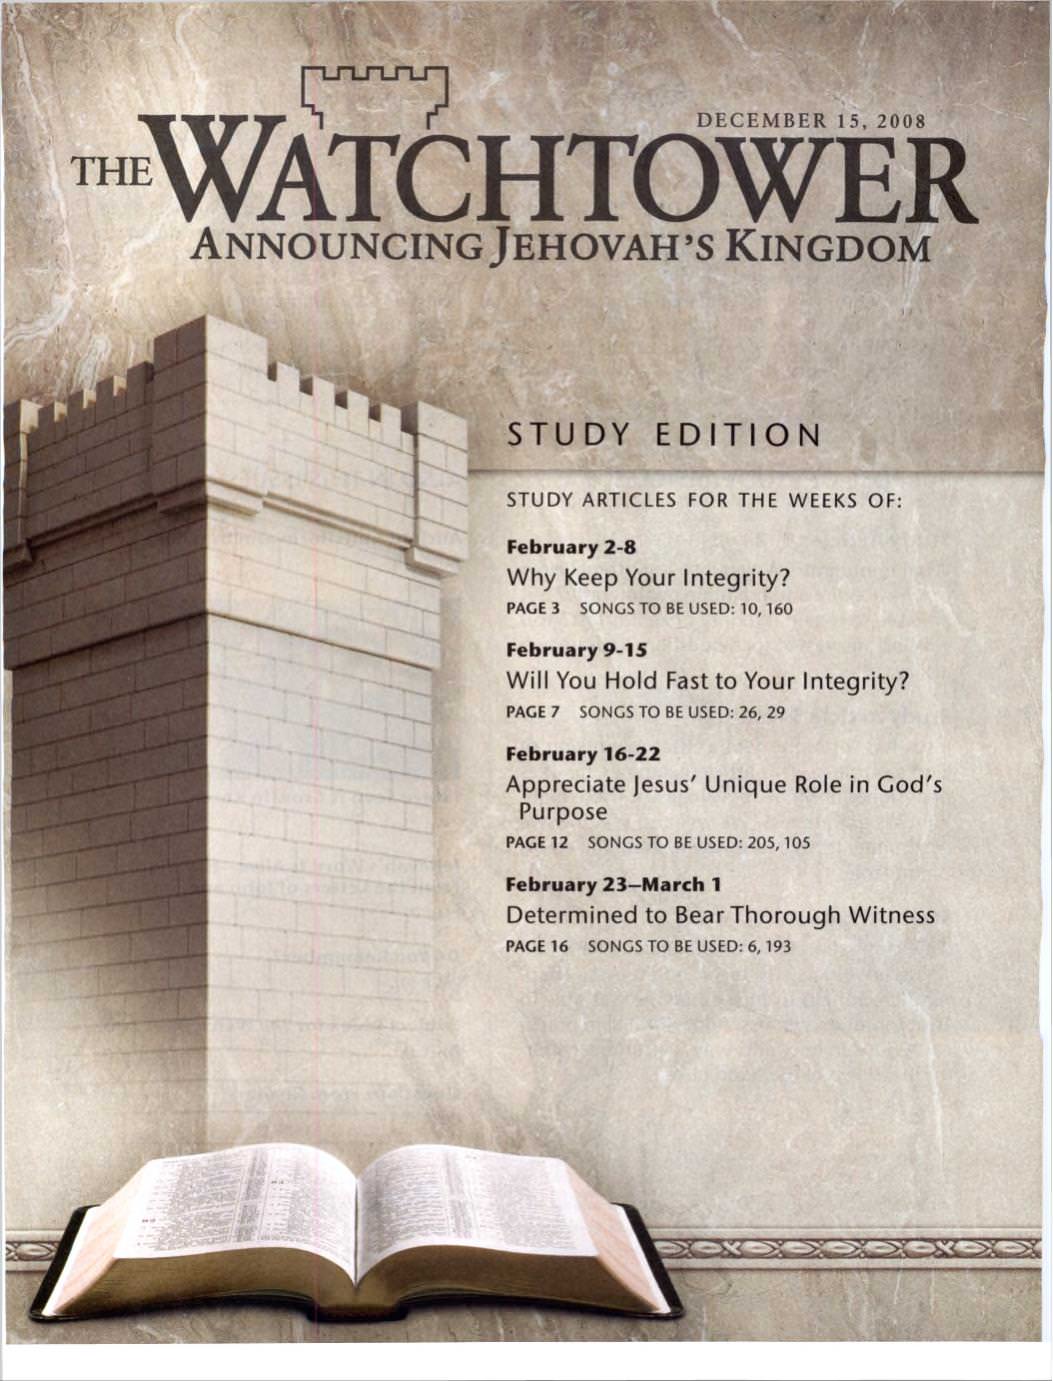 DECEMBER 15, 2008
THE WATCHTOWER
ANNOUNCING JEHOVAH'S KINGDOM
STUDY EDITION
STUDY ARTICLES FOR THE WEEKS OF:
February 2-8
Why Keep Your Integrity?
PAGE 3 SONGS TO BE USED: 10, 160
February 9-15
Will You Hold Fast to Your Integrity?
PAGE 7 SONGS TO BE USED: 26, 29
February 16-22
Appreciate Jesus' Unique Role in God's
Purpose
PAGE 12 SONGS TO BE USED: 205, 105
February 23–March 1
Determined to Bear Thorough Witness
PAGE 16 SONGS TO BE USED: 6, 193